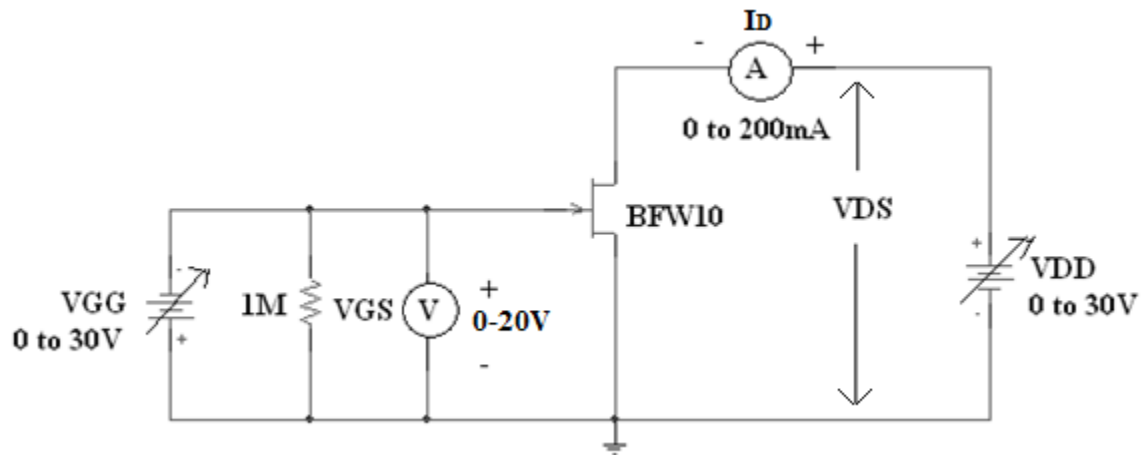 ID
- +
A
0 to 200mA
BFW10
VDS
VGG
0 to 30V
-
+
1M
VGS
V
+
0-20V
-
+
VDD
0 to 30V
-